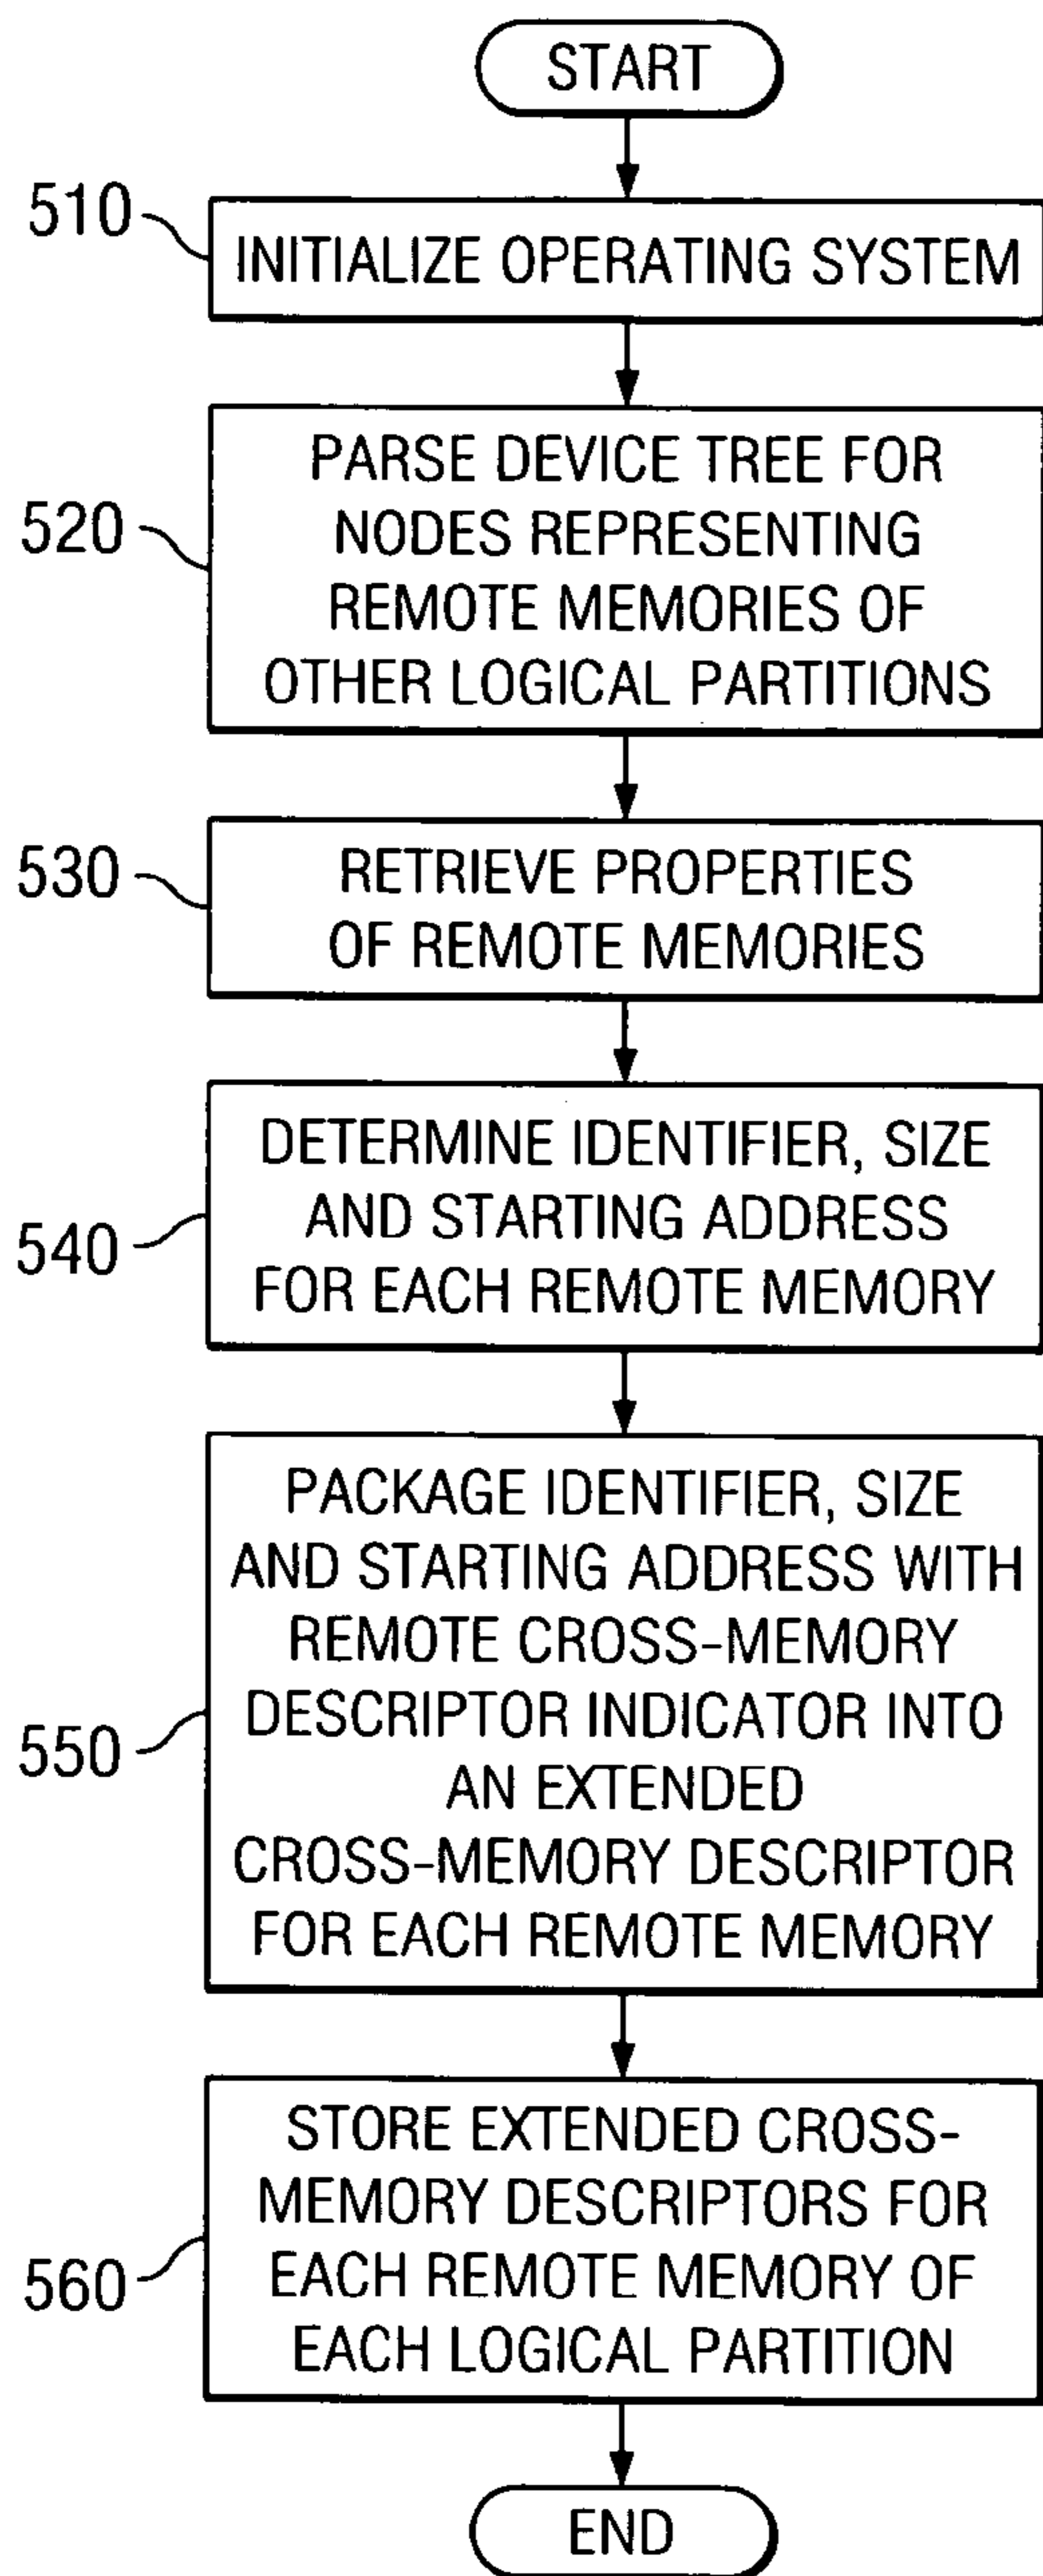 START
510
INITIALIZE OPERATING SYSTEM
520
PARSE DEVICE TREE FOR
NODES REPRESENTING
REMOTE MEMORIES OF
OTHER LOGICAL PARTITIONS
530
RETRIEVE PROPERTIES
OF REMOTE MEMORIES
540
DETERMINE IDENTIFIER, SIZE
AND STARTING ADDRESS
FOR EACH REMOTE MEMORY
550
PACKAGE IDENTIFIER, SIZE
AND STARTING ADDRESS WITH
REMOTE CROSS-MEMORY
DESCRIPTOR INDICATOR INTO
AN EXTENDED
CROSS-MEMORY DESCRIPTOR
FOR EACH REMOTE MEMORY
560
STORE EXTENDED CROSS-
MEMORY DESCRIPTORS FOR
EACH REMOTE MEMORY OF
EACH LOGICAL PARTITION
END